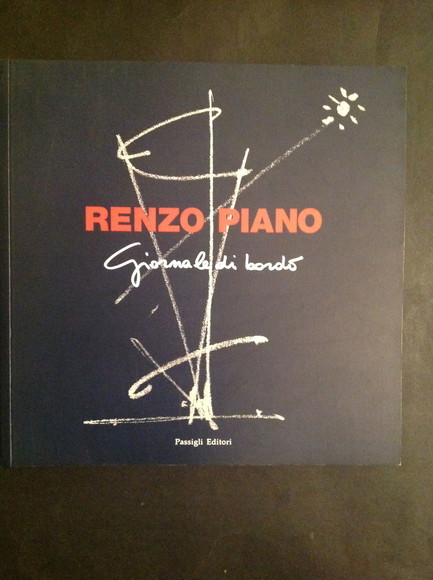 RENZO PIANO
Giornale di bordo
Passigli Editori